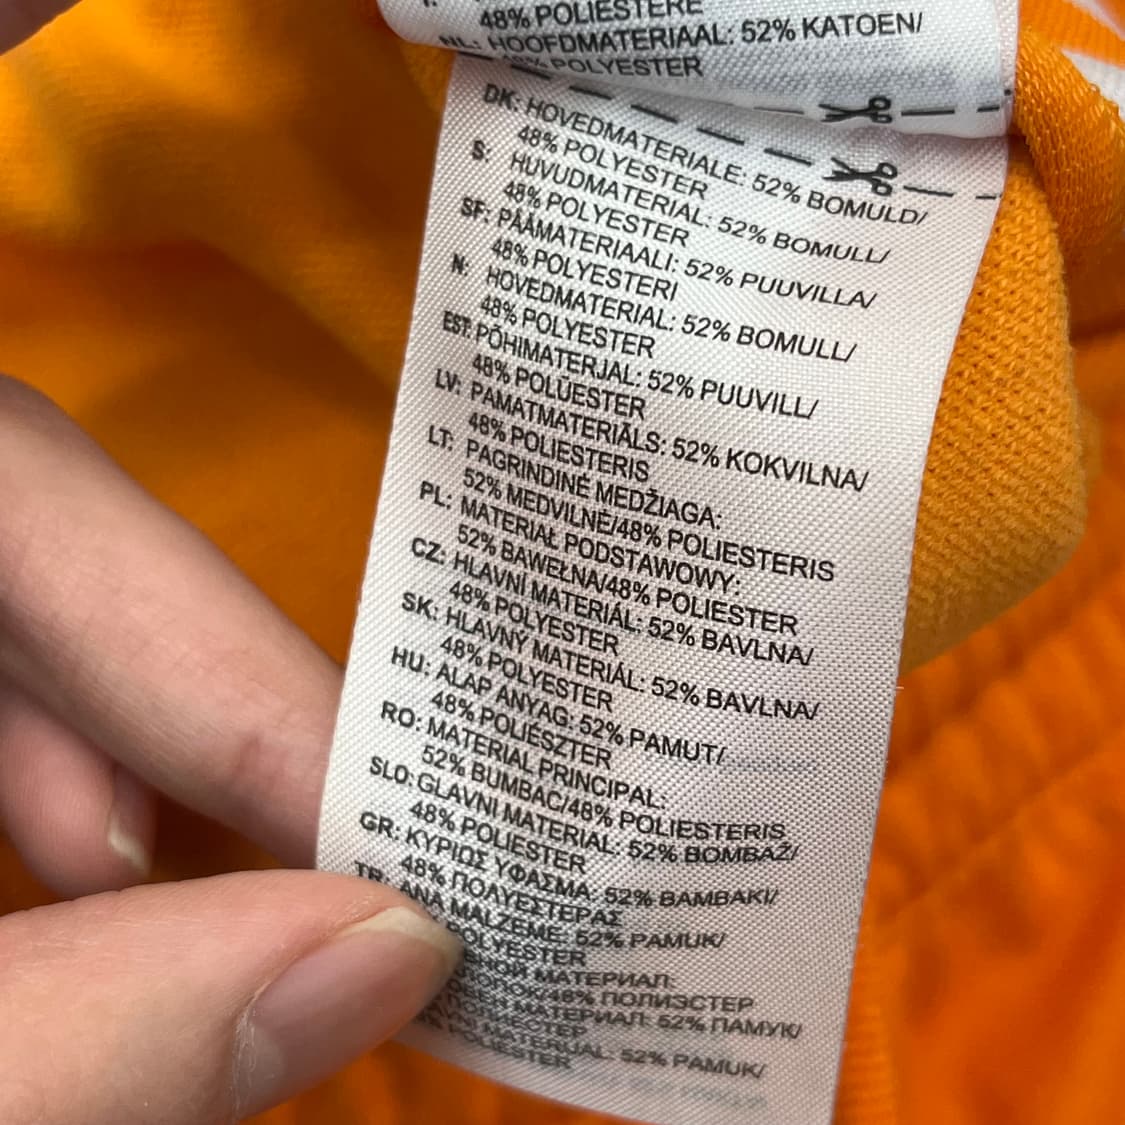 48% POLIESTERE
NL: HOOFDMATERIAAL: 52% KATOEN/
48% POLYESTER
DK: HOVEDMATERIALE: 52% BOMULD/
48% POLYESTER
S: HUVUDMATERIAL: 52% BOMULL/
48% POLYESTER
SF: PÄÄMATERIAALI: 52% PUUVILLA/
48% POLYESTERI
N: HOVEDMATERIAL: 52% BOMULL/
48% POLYESTER
EST: PÕHIMATERJAL: 52% PUUVILL/
48% POLÜESTER
LV: PAMATMATERIĀLS: 52% KOKVILNA/
48% POLIESTERIS
LT: PAGRINDINĖ MEDŽIAGA:
52% MEDVILNĖ/48% POLIESTERIS
PL: MATERIAŁ PODSTAWOWY:
52% BAWEŁNA/48% POLIESTER
CZ: HLAVNÍ MATERIÁL: 52% BAVLNA/
48% POLYESTER
SK: HLAVNÝ MATERIÁL: 52% BAVLNA/
48% POLYESTER
HU: ALAP ANYAG: 52% PAMUT/
48% POLIÉSZTER
RO: MATERIAL PRINCIPAL:
52% BUMBAC/48% POLIESTERIS
SLO: GLAVNI MATERIAL: 52% BOMBAŽ/
48% POLIESTER
GR: ΚΥΡΙΩΣ ΥΦΑΣΜΑ: 52% ΒΑΜΒΑΚΙ/
48% ΠΟΛΥΕΣΤΕΡΑΣ
TR: ANA MALZEME: 52% PAMUK/
POLYESTER
МАТЕРИАЛ:
48% ПОЛИЭСТЕР
МАТЕРИАЛ: 52% ПАМУК/
MATERIJAL: 52% PAMUK/
POLIESTER